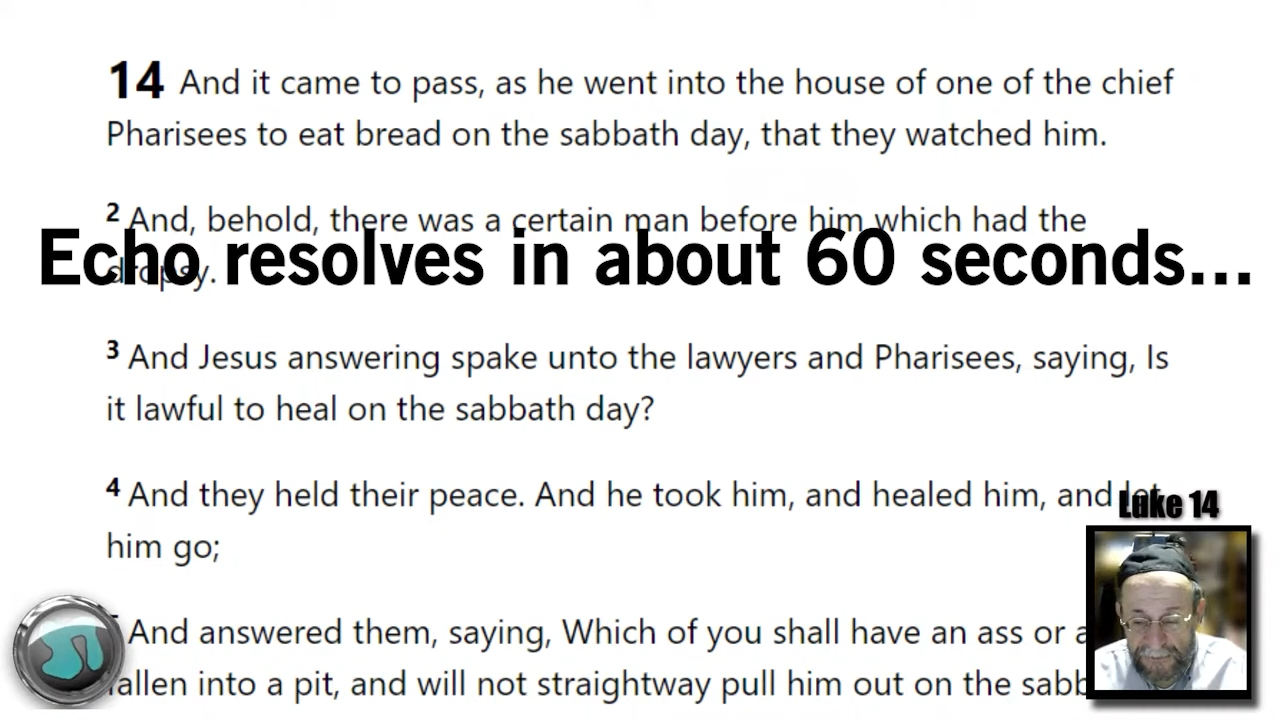 14 And it came to pass, as he went into the house of one of the chief
Pharisees to eat bread on the sabbath day, that they watched him.
2 And, behold, there was a certain man before him which had the
Echo resolves in about 60 seconds...
dropsy.
3 And Jesus answering spake unto the lawyers and Pharisees, saying, Is
it lawful to heal on the sabbath day?
4 And they held their peace. And he took him, and healed him, and let
Luke 14
him go;
And answered them, saying, Which of you shall have an ass or
fallen into a pit, and will not straightway pull him out on the